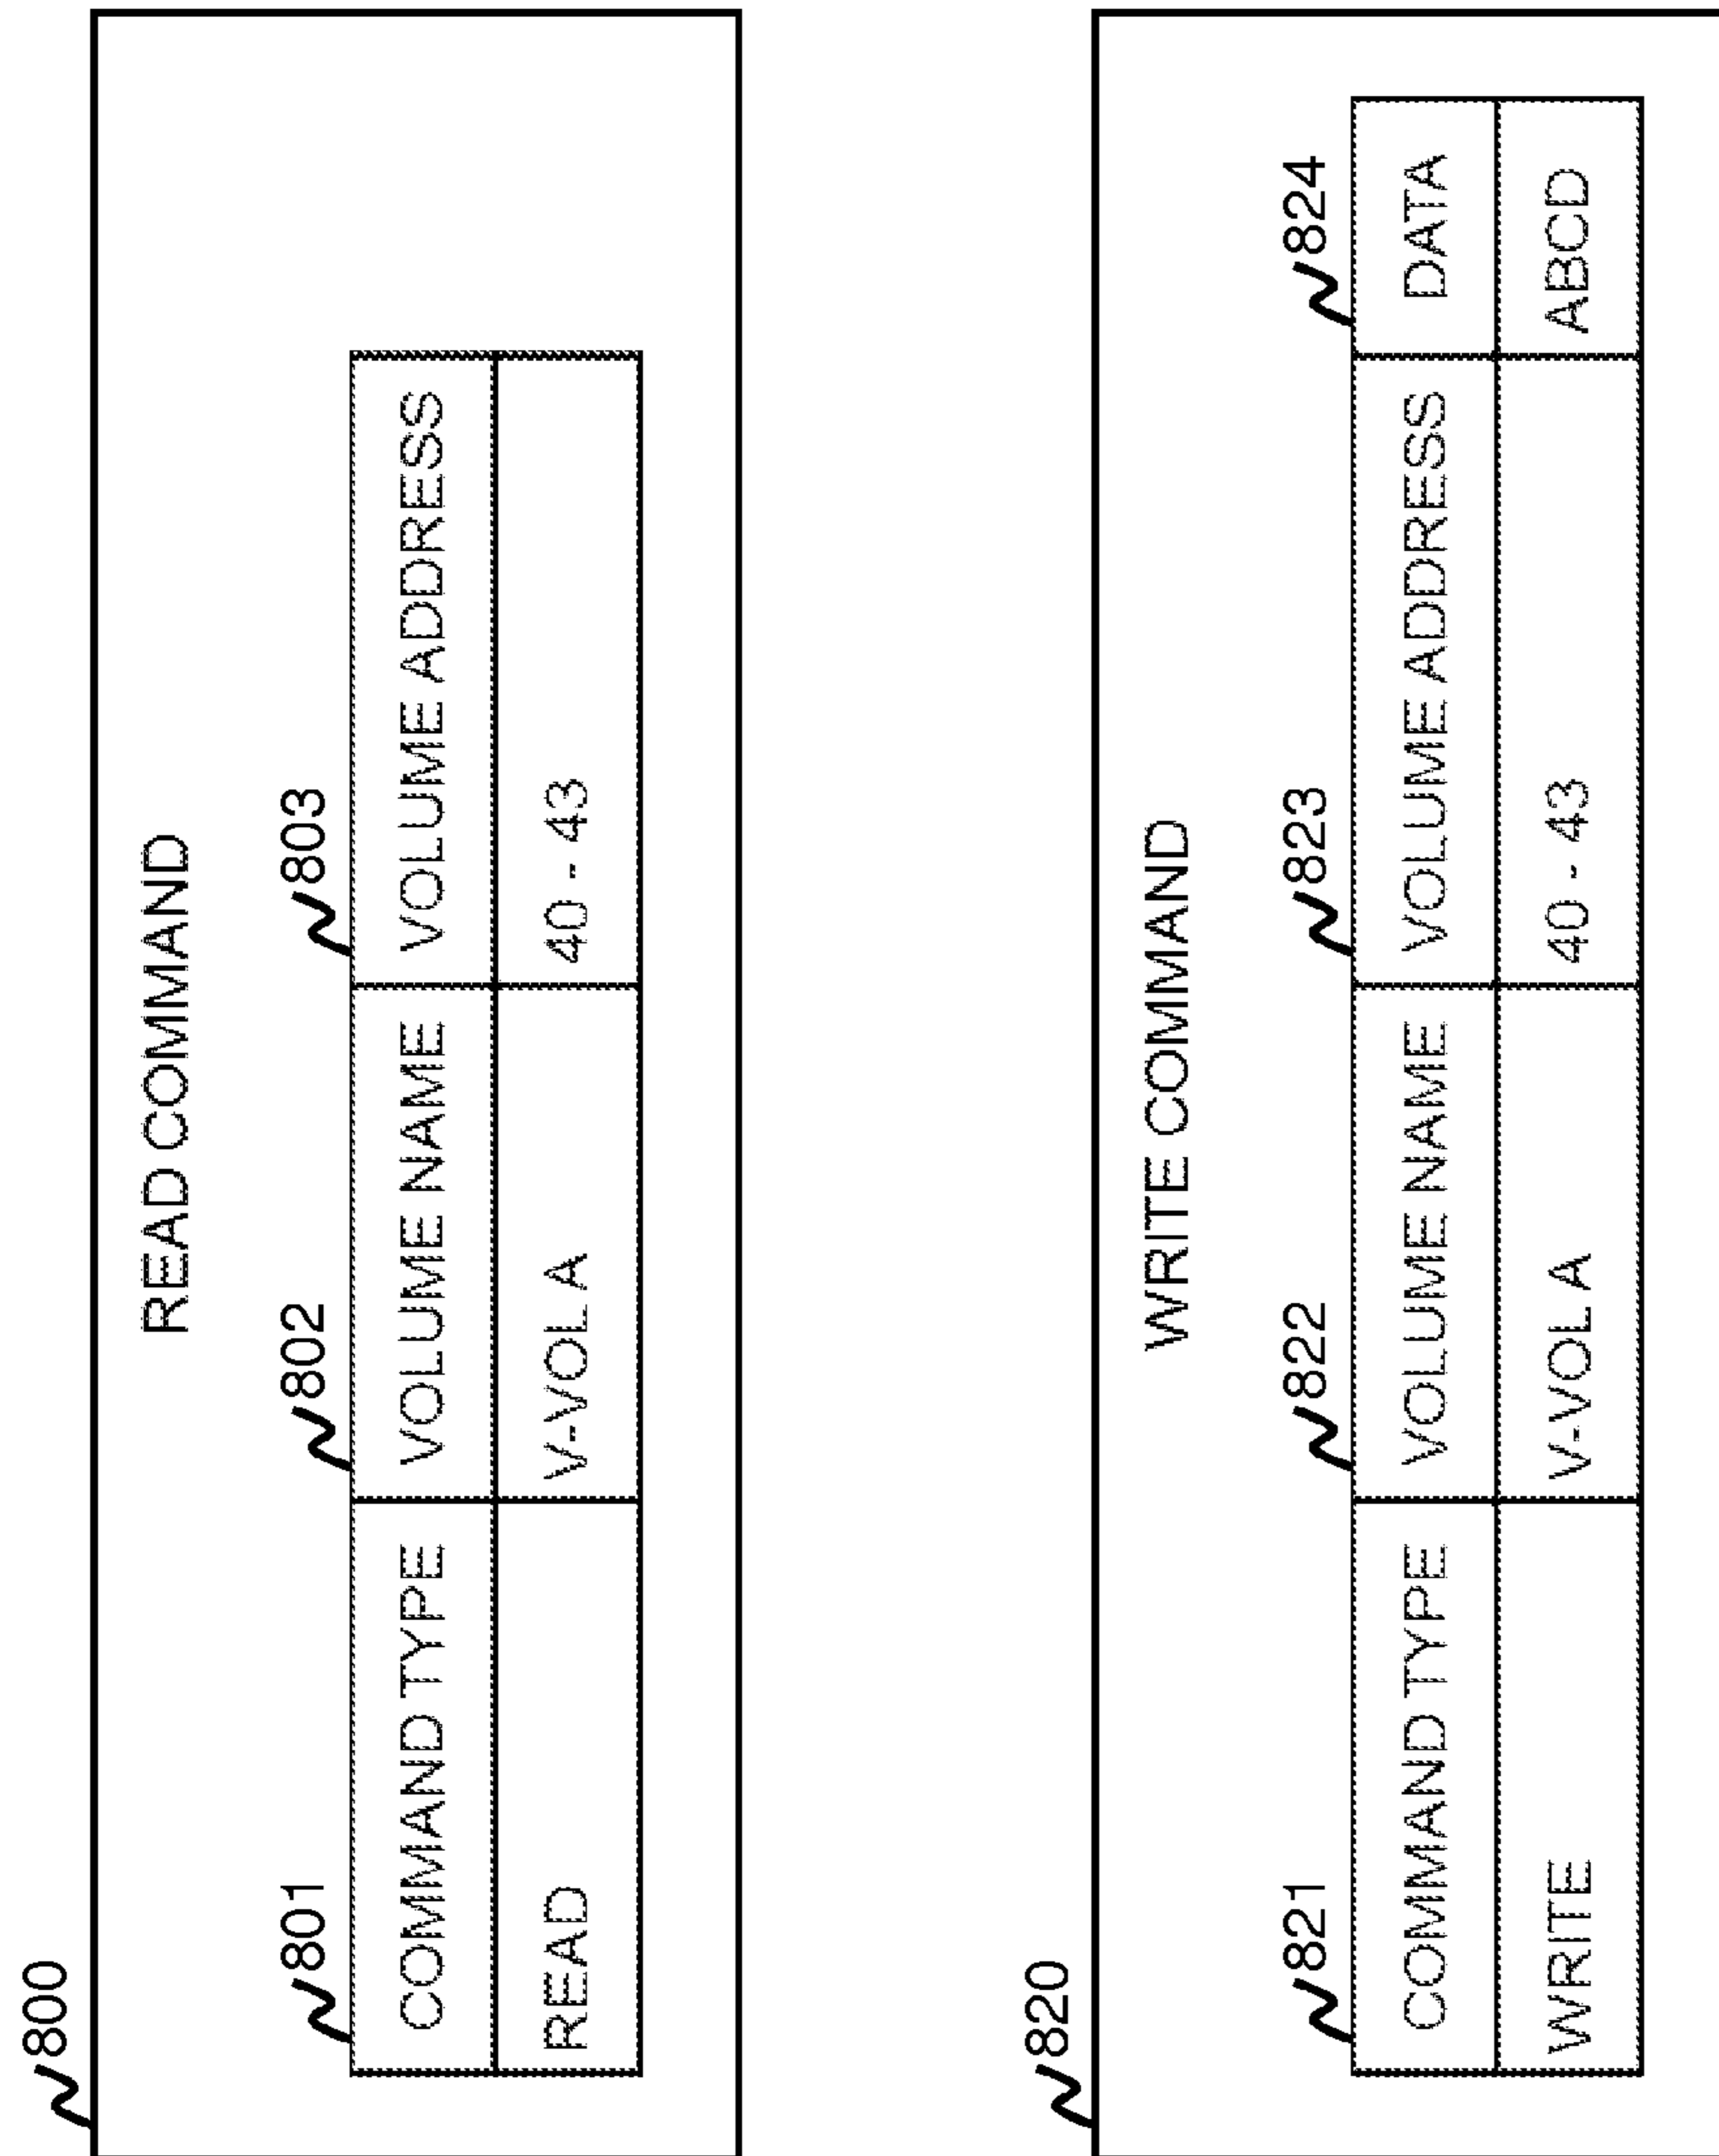 800
READ COMMAND
801 802 803
COMMAND TYPE VOLUME NAME VOLUME ADDRESS
READ V-VOL A 40 - 43
820
WRITE COMMAND
821 822 823 824
COMMAND TYPE VOLUME NAME VOLUME ADDRESS DATA
WRITE V-VOL A 40 - 43 ABCD